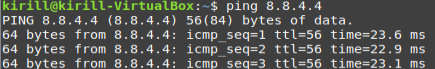 kirill@kirill-VirtualBox:~$ ping 8.8.4.4
PING 8.8.4.4 (8.8.4.4) 56(84) bytes of data.
64 bytes from 8.8.4.4: icmp_seq=1 ttl=56 time=23.6 ms
64 bytes from 8.8.4.4: icmp_seq=2 ttl=56 time=22.9 ms
64 bytes from 8.8.4.4: icmp_seq=3 ttl=56 time=23.1 ms